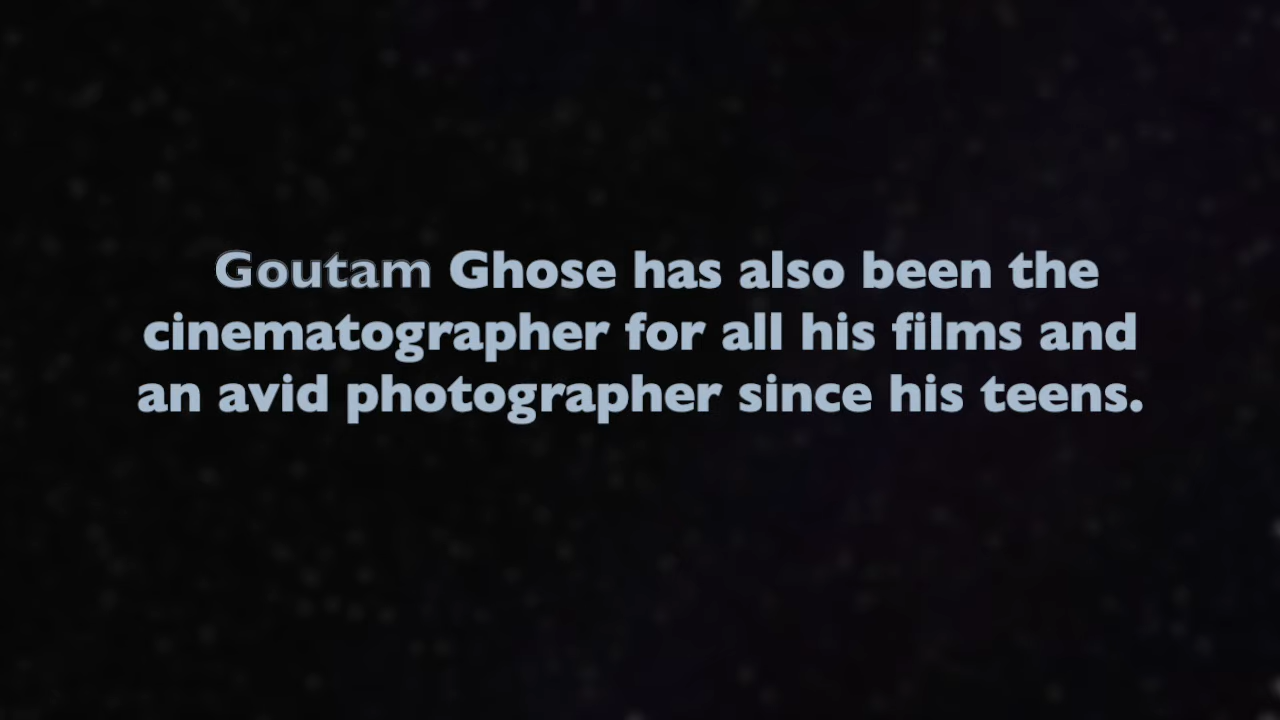 Goutam Ghose has also been the
cinematographer for all his films and
an avid photographer since his teens.